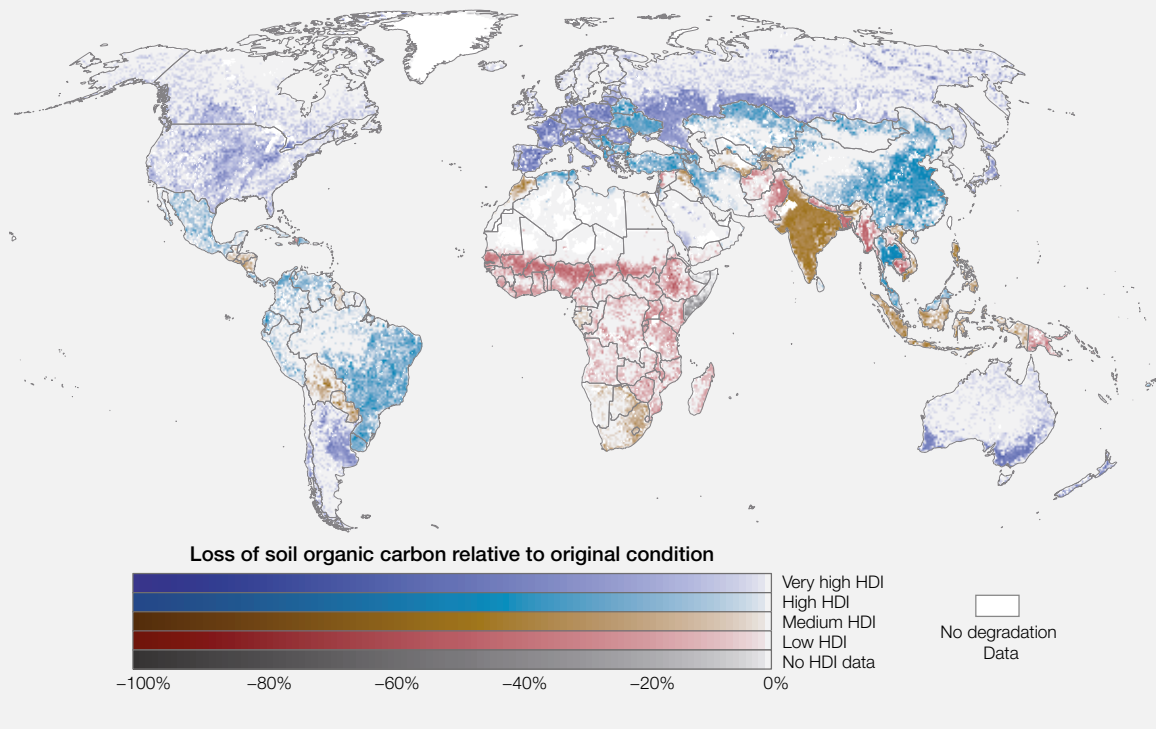 Loss of soil organic carbon relative to original condition
Very high HDI
High HDI
Medium HDI
Low HDI
No HDI data
−100%
−80%
−60%
−40%
−20%
0%
No degradation
Data